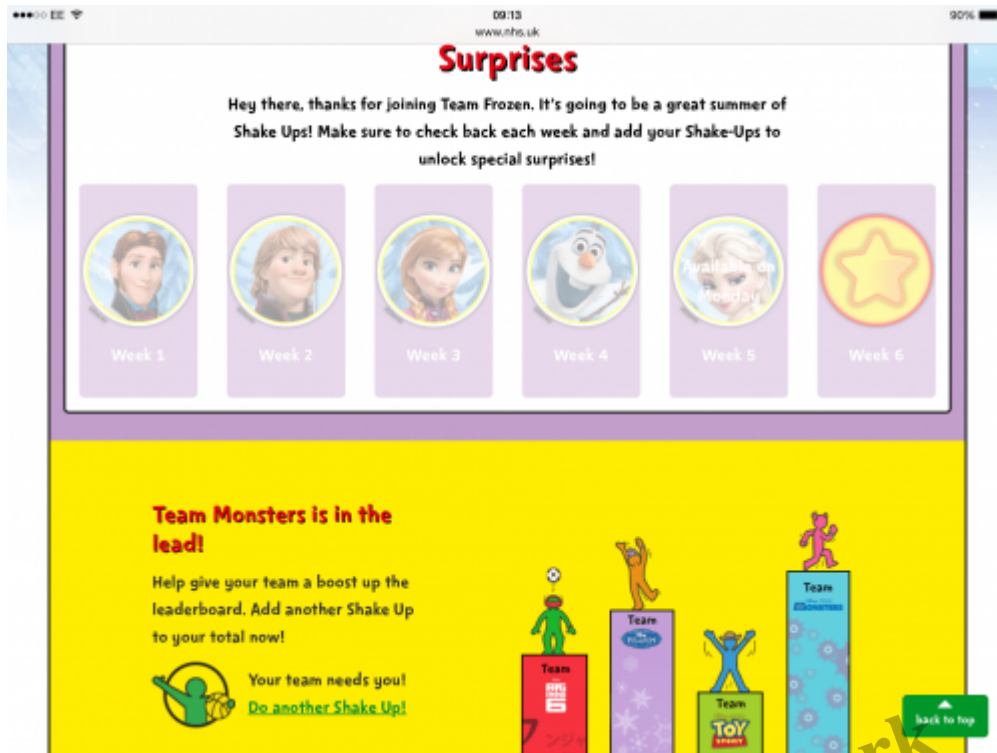 EE
09:13
90%
www.nhs.uk
Surprises
Hey there, thanks for joining Team Frozen. It's going to be a great summer of
Shake Ups! Make sure to check back each week and add your Shake-Ups to
unlock special surprises!
Available on
Monday
Week 1
Week 2
Week 3
Week 4
Week 5
Week 6
Team Monsters is in the
lead!
Help give your team a boost up the
leaderboard. Add another Shake Up
to your total now!
Your team needs you!
Do another Shake Up!
Team
MONSTERS
Team
FROZEN
Team
BIG
HERO
6
Team
TOY
STORY
back to top